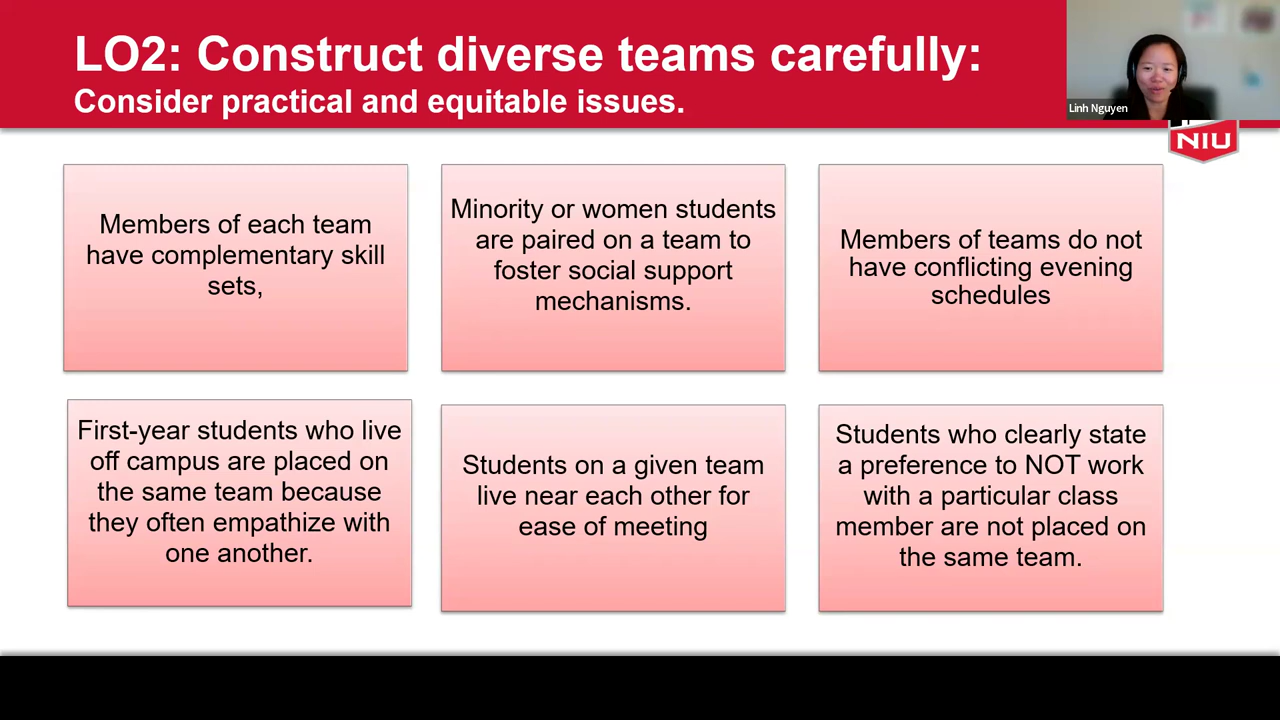 LO2: Construct diverse teams carefully:
Consider practical and equitable issues.
Linh Nguyen
NIU
Members of each team
have complementary skill
sets,
Minority or women students
are paired on a team to
foster social support
mechanisms.
Members of teams do not
have conflicting evening
schedules
First-year students who live
off campus are placed on
the same team because
they often empathize with
one another.
Students on a given team
live near each other for
ease of meeting
Students who clearly state
a preference to NOT work
with a particular class
member are not placed on
the same team.